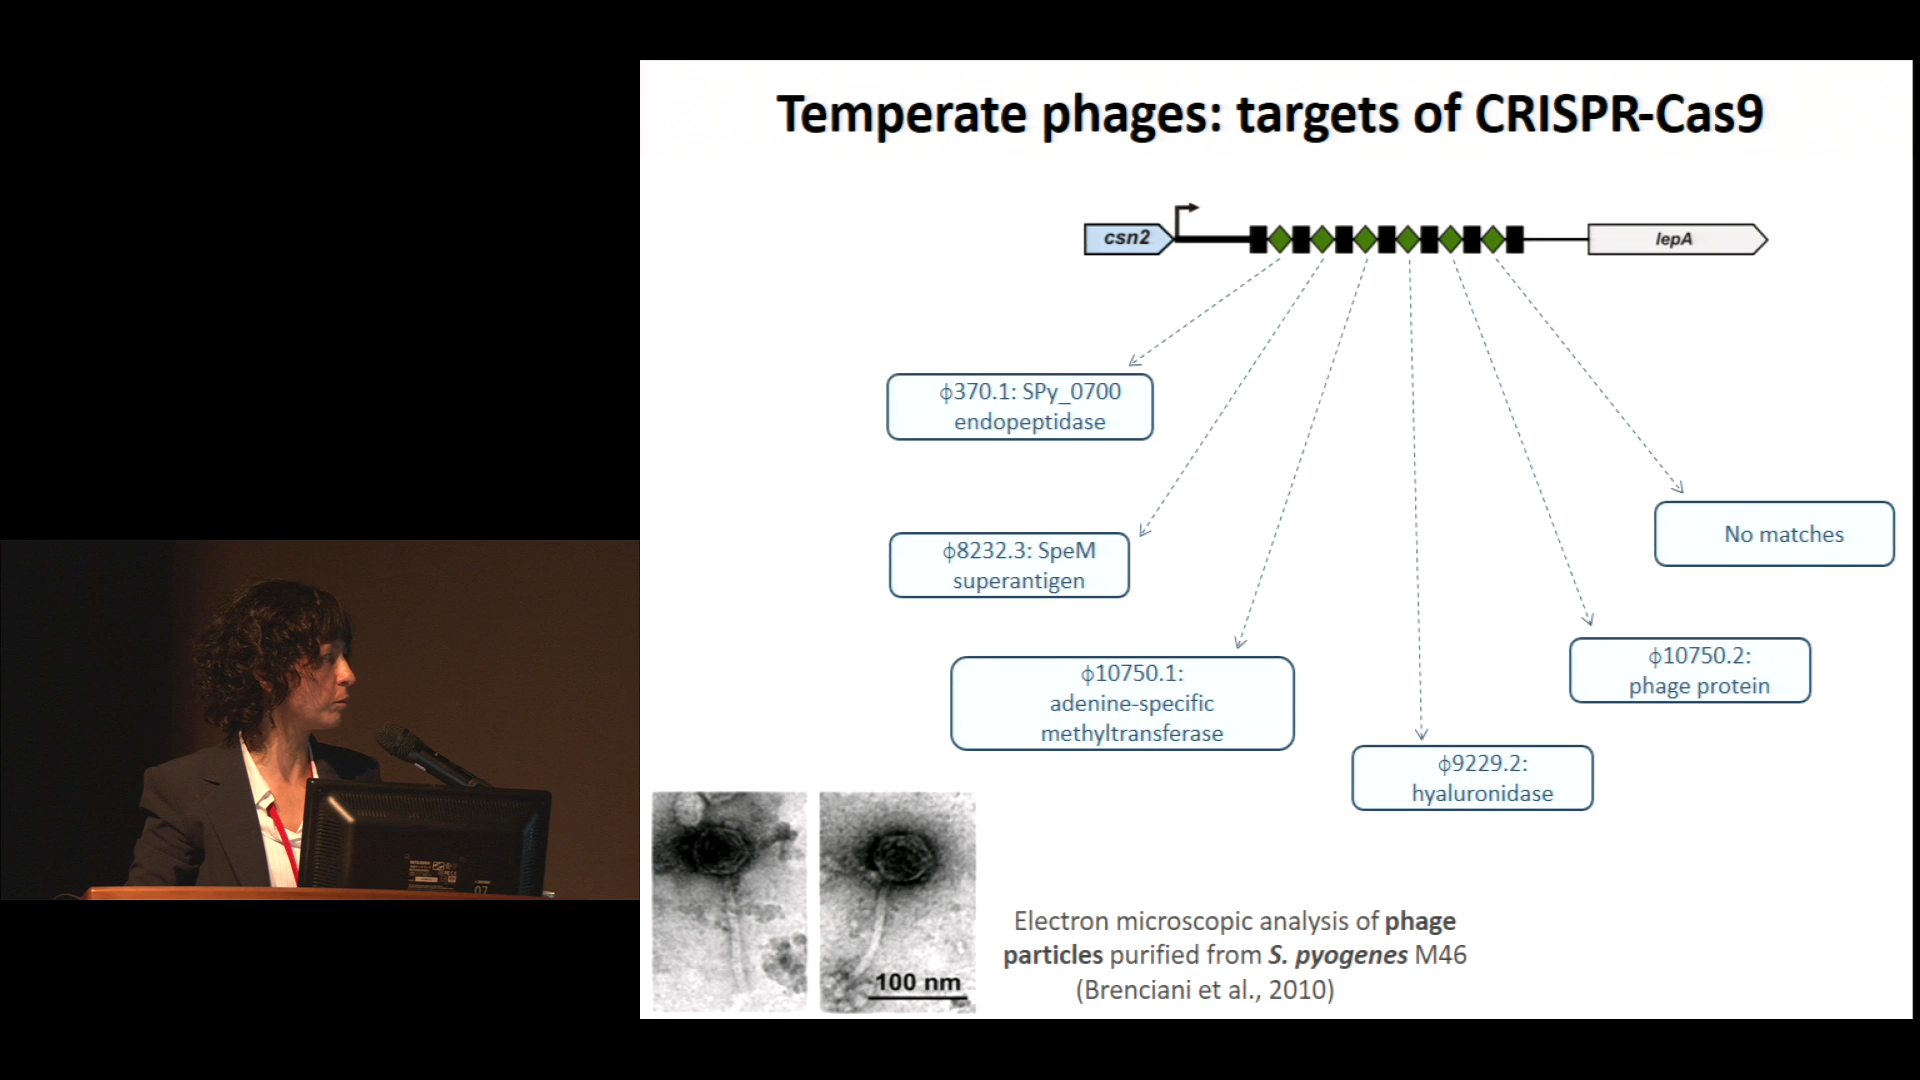 Temperate phages: targets of CRISPR-Cas9
csn2
lepA
ϕ370.1: SPy_0700
endopeptidase
ϕ8232.3: SpeM
superantigen
No matches
ϕ10750.1:
adenine-specific
methyltransferase
ϕ10750.2:
phage protein
ϕ9229.2:
hyaluronidase
100 nm
Electron microscopic analysis of phage
particles purified from S. pyogenes M46
(Brenciani et al., 2010)
07